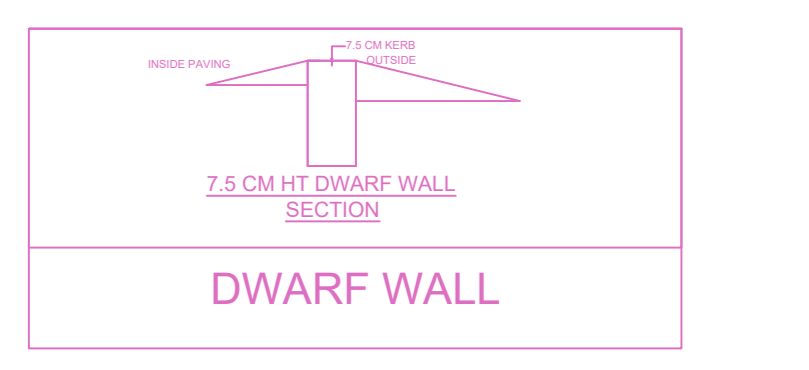 7.5 CM KERB
INSIDE PAVING
OUTSIDE
7.5 CM HT DWARF WALL
SECTION
DWARF WALL